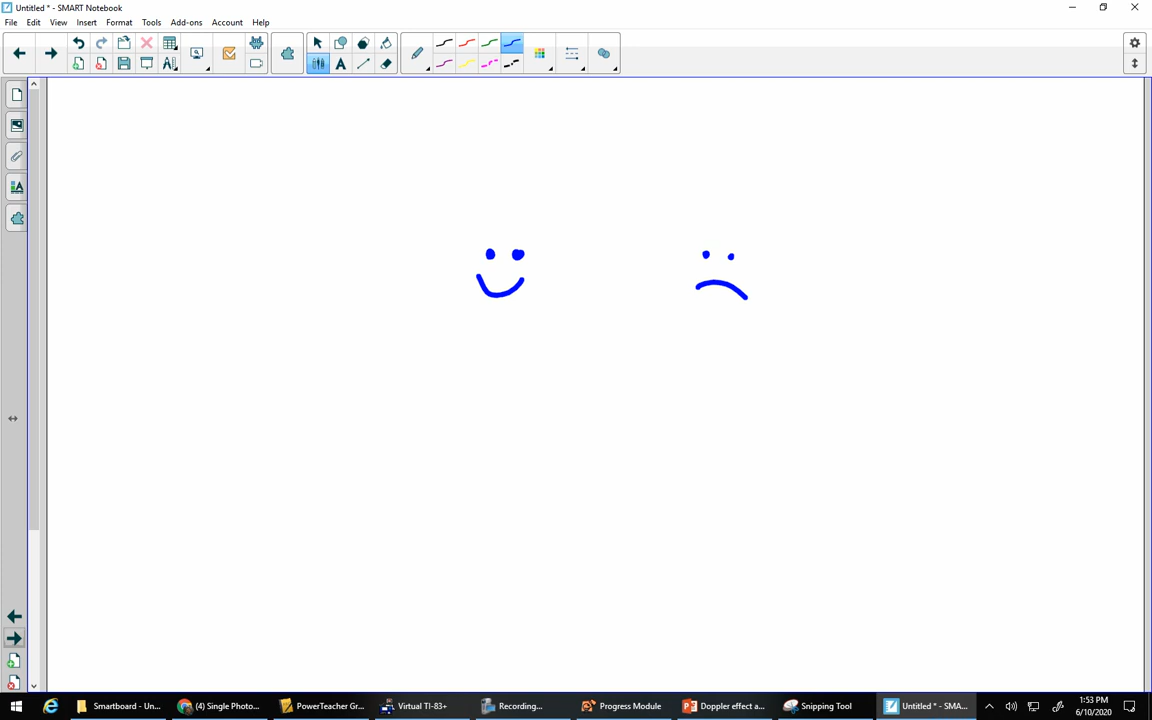 Untitled * - SMART Notebook
File Edit View Insert Format Tools Add-ons Account Help
Smartboard - Un... (4) Single Photo... PowerTeacher Gr... Virtual TI-83+ Recording... Progress Module Doppler effect a... Snipping Tool Untitled * - SMA... 1:53 PM
6/10/2020